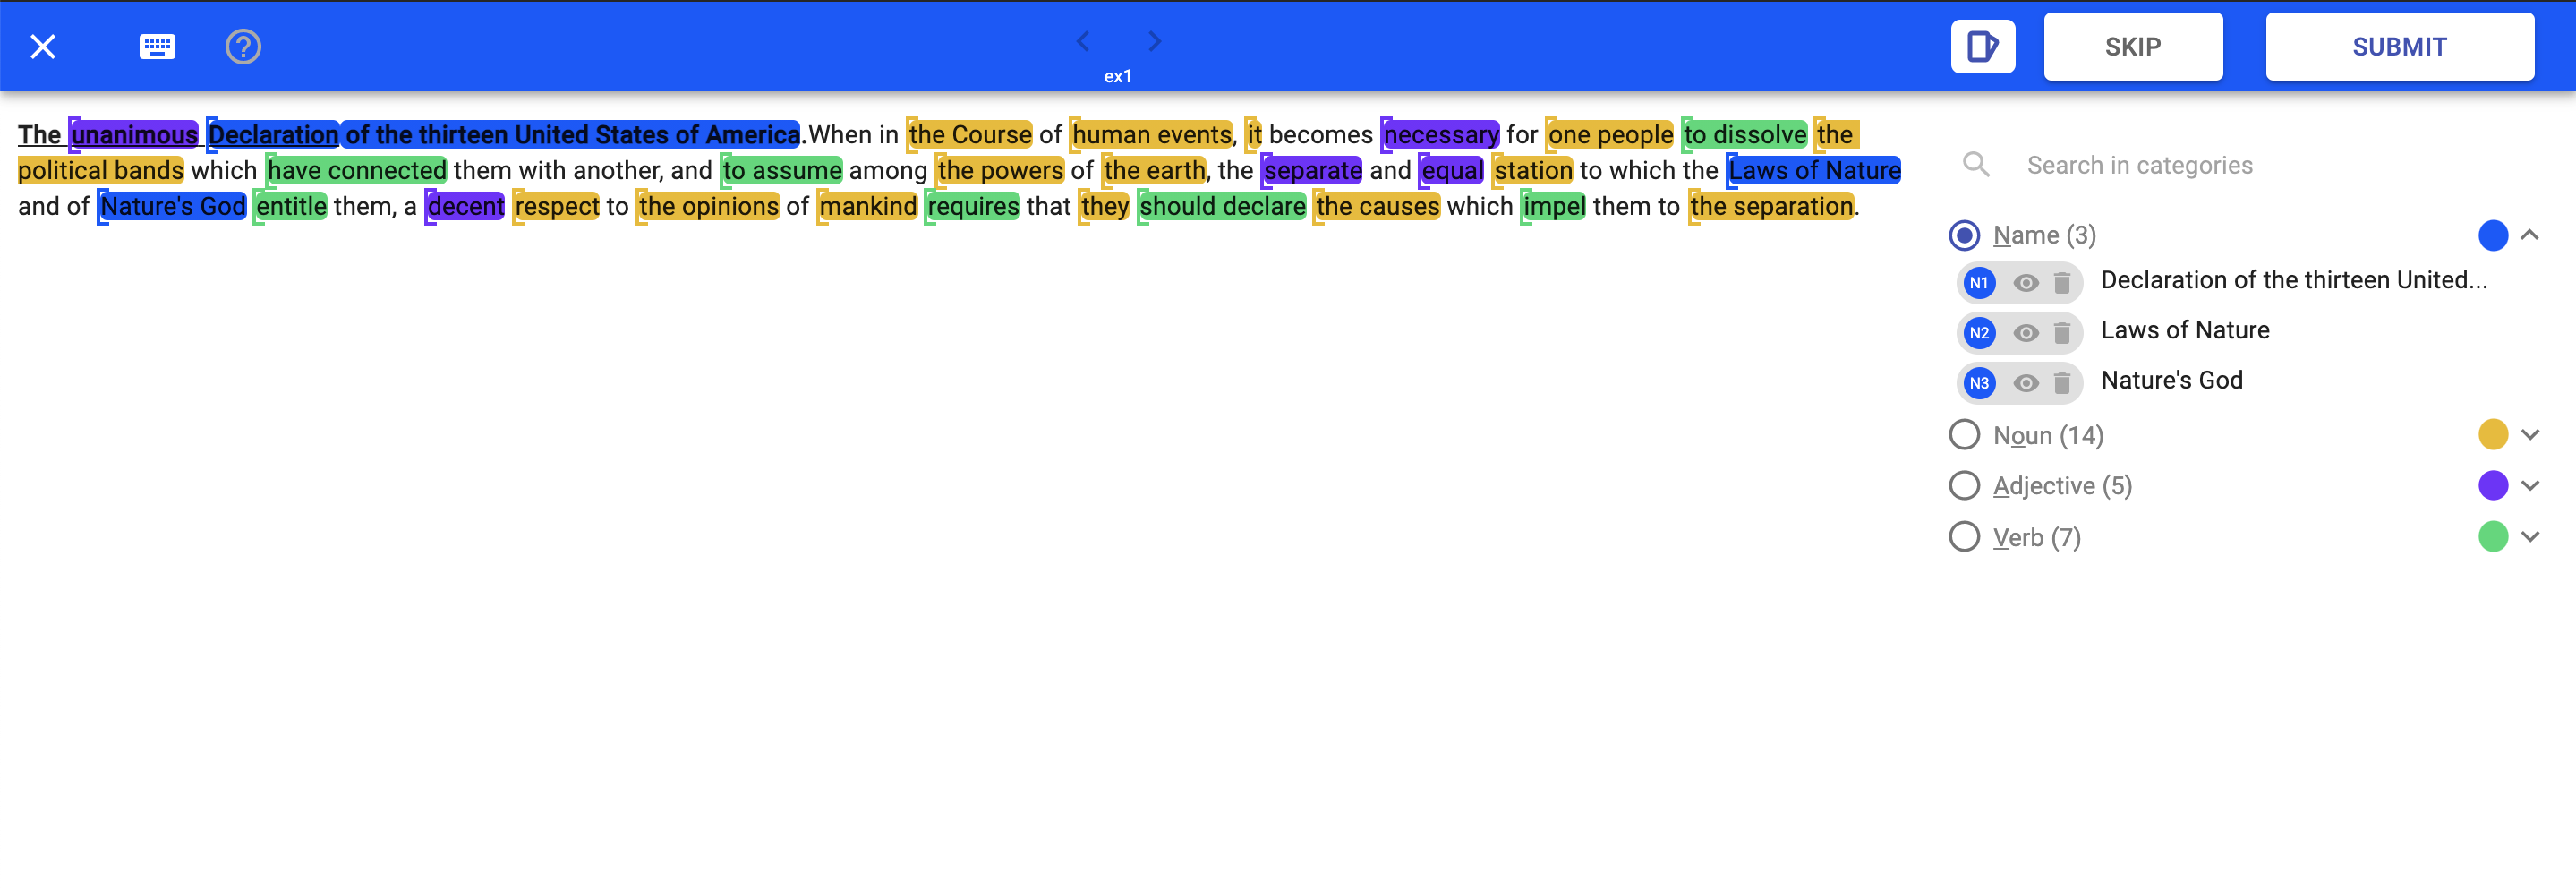 ex1
SKIP
SUBMIT
The unanimous Declaration of the thirteen United States of America.When in the Course of human events, it becomes necessary for one people to dissolve the
political bands which have connected them with another, and to assume among the powers of the earth, the separate and equal station to which the Laws of Nature
and of Nature's God entitle them, a decent respect to the opinions of mankind requires that they should declare the causes which impel them to the separation.
Search in categories
Name (3)
N1 Declaration of the thirteen United...
N2 Laws of Nature
N3 Nature's God
Noun (14)
Adjective (5)
Verb (7)